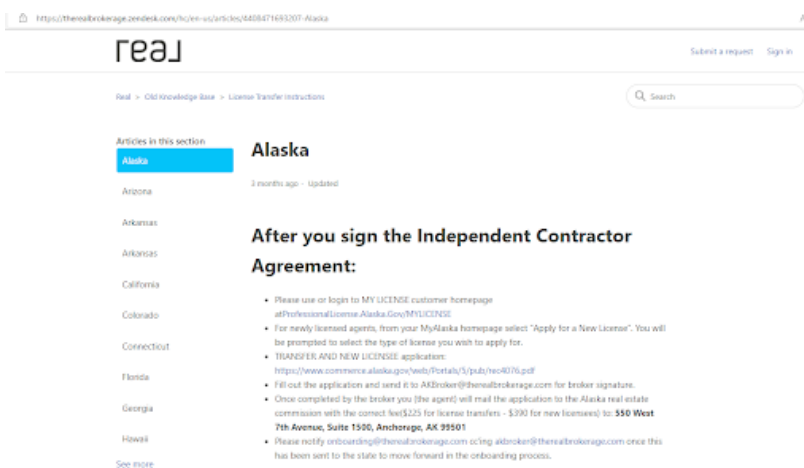 https://therealbrokerage.zendesk.com/hc/en-us/articles/4408471693207-Alaska
real
Submit a request Sign in
Real > Old Knowledge Base > License Transfer Instructions
Search
Articles in this section
Alaska
Arizona
Arkansas
Arkansas
California
Colorado
Connecticut
Florida
Georgia
Hawaii
See more
Alaska
3 months ago - Updated
After you sign the Independent Contractor
Agreement:
• Please use or login to MY LICENSE customer homepage
atProfessionalLicense.Alaska.Gov/MYLICENSE
• For newly licensed agents, from your MyAlaska homepage select "Apply for a New License". You will
be prompted to select the type of license you wish to apply for.
• TRANSFER AND NEW LICENSEE application:
https://www.commerce.alaska.gov/web/Portals/5/pub/rec4076.pdf
• Fill out the application and send it to AKBroker@therealbrokerage.com for broker signature.
• Once completed by the broker you (the agent) will mail the application to the Alaska real estate
commission with the correct fee($225 for license transfers - $390 for new licensees) to: 550 West
7th Avenue, Suite 1500, Anchorage, AK 99501
• Please notify onboarding@therealbrokerage.com cc'ing akbroker@therealbrokerage.com once this
has been sent to the state to move forward in the onboarding process.